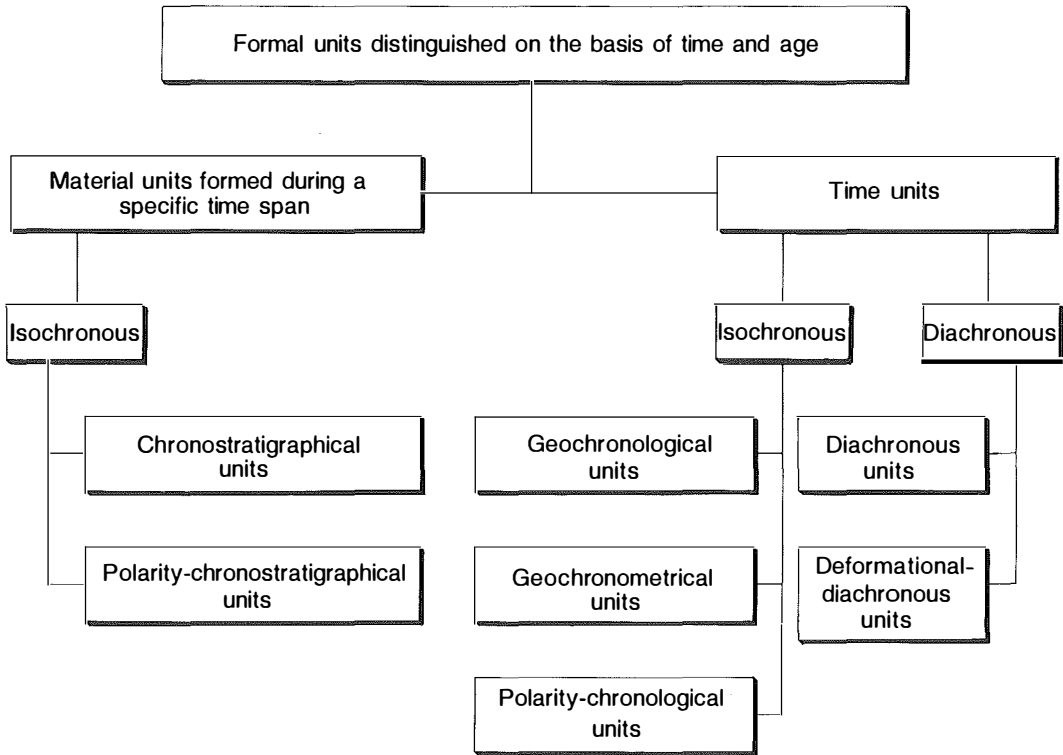 Formal units distinguished on the basis of time and age
Material units formed during a
specific time span
Time units
Isochronous
Isochronous
Diachronous
Chronostratigraphical
units
Geochronological
units
Diachronous
units
Polarity-chronostratigraphical
units
Geochronometrical
units
Deformational-
diachronous
units
Polarity-chronological
units